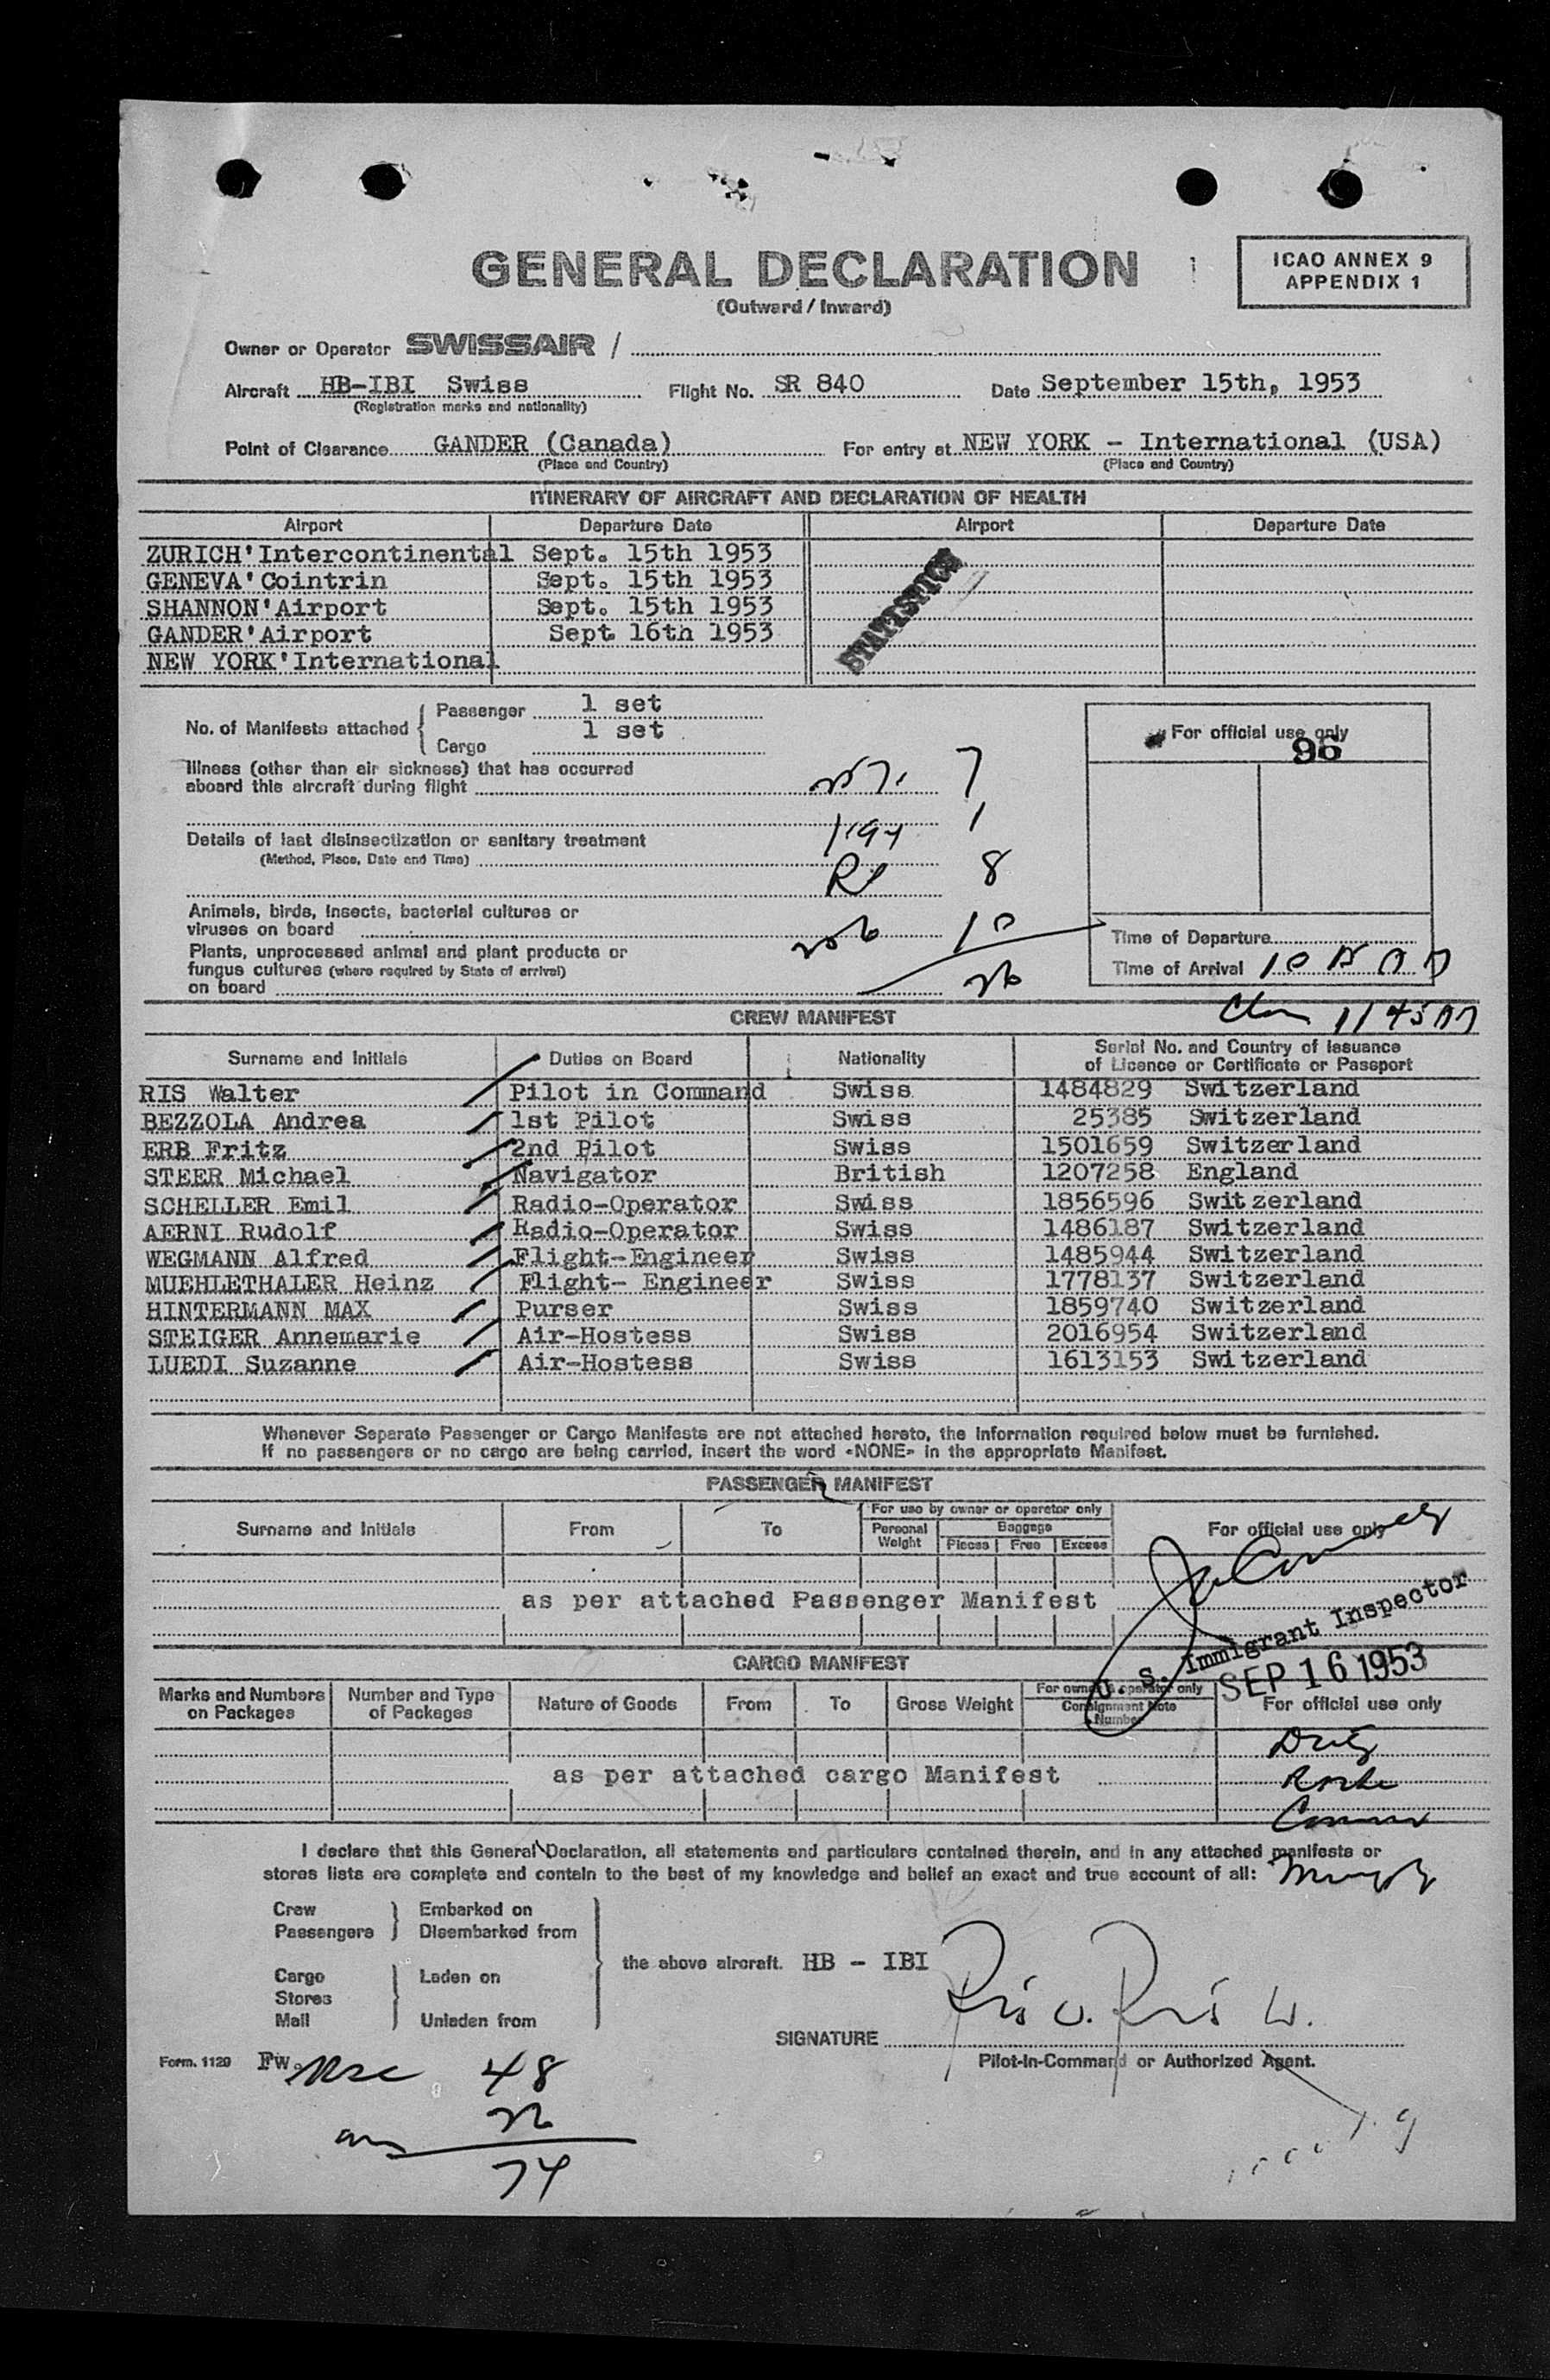 GENERAL DECLARATION
(Outward / Inward)
ICAO ANNEX 9
APPENDIX 1
Owner or Operator SWISSAIR /
Aircraft HB-IBI Swiss Flight No. SR 840 Date September 15th, 1953
(Registration marks and nationality)
Point of Clearance GANDER (Canada) For entry at NEW YORK - International (USA)
(Place and Country) (Place and Country)
ITINERARY OF AIRCRAFT AND DECLARATION OF HEALTH
Airport Departure Date Airport Departure Date
ZURICH'Intercontinental Sept. 15th 1953
GENEVA'Cointrin Sept. 15th 1953
SHANNON'Airport Sept. 15th 1953
GANDER'Airport Sept 16th 1953
NEW YORK'International
STATISTICS
No. of Manifests attached { Passenger 1 set
Cargo 1 set
For official use only
96
Illness (other than air sickness) that has occurred
aboard this aircraft during flight 7
1
Details of last disinsectization or sanitary treatment
(Method, Place, Date and Time)
8
Animals, birds, insects, bacterial cultures or
viruses on board 10
Plants, unprocessed animal and plant products or
fungus cultures (where required by State of arrival)
on board 26
Time of Departure
Time of Arrival
CREW MANIFEST
Surname and Initials Duties on Board Nationality Serial No. and Country of Issuance
of Licence or Certificate or Passport
RIS Walter Pilot in Command Swiss 1484829 Switzerland
BEZZOLA Andrea 1st Pilot Swiss 25385 Switzerland
ERB Fritz 2nd Pilot Swiss 1501659 Switzerland
STEER Michael Navigator British 1207258 England
SCHELLER Emil Radio-Operator Swiss 1856596 Switzerland
AERNI Rudolf Radio-Operator Swiss 1486187 Switzerland
WEGMANN Alfred Flight-Engineer Swiss 1485944 Switzerland
MUEHLETHALER Heinz Flight- Engineer Swiss 1778137 Switzerland
HINTERMANN MAX Purser Swiss 1859740 Switzerland
STEIGER Annemarie Air-Hostess Swiss 2016954 Switzerland
LUEDI Suzanne Air-Hostess Swiss 1613153 Switzerland
Whenever Separate Passenger or Cargo Manifests are not attached hereto, the information required below must be furnished.
If no passengers or no cargo are being carried, insert the word «NONE» in the appropriate Manifest.
PASSENGER MANIFEST
Surname and Initials From To For use by owner or operator only For official use only
Personal Weight Baggage
Pieces Free Excess
as per attached Passenger Manifest
U. S. Immigrant Inspector
SEP 16 1953
CARGO MANIFEST
Marks and Numbers on Packages Number and Type of Packages Nature of Goods From To Gross Weight For owner or operator only
Consignment Note Number For official use only
as per attached cargo Manifest
I declare that this General Declaration, all statements and particulars contained therein, and in any attached manifests or
stores lists are complete and contain to the best of my knowledge and belief an exact and true account of all:
Crew Embarked on
Passengers Disembarked from
the above aircraft. HB - IBI
Cargo Laden on
Stores
Mail Unladen from
SIGNATURE
Pilot-in-Command or Authorized Agent.
Form. 1120 Fw.
48
26
74